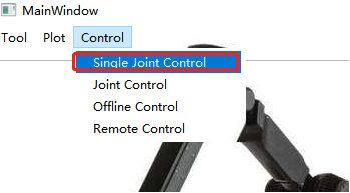 MainWindow
Tool Plot Control
Single Joint Control
Joint Control
Offline Control
Remote Control